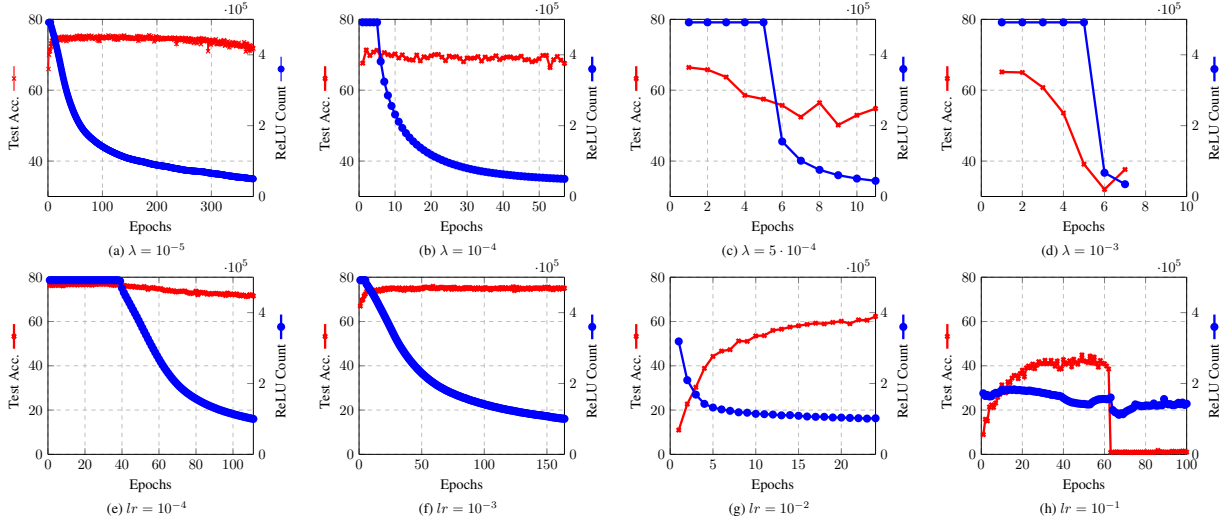 ·10^5
·10^5
·10^5
·10^5
80
60
40
4
2
0
0 100 200 300
Test Acc.
ReLU Count
Epochs
(a) λ = 10^−5
80
60
40
4
2
0
0 10 20 30 40 50
Test Acc.
ReLU Count
Epochs
(b) λ = 10^−4
80
60
40
4
2
0
0 2 4 6 8 10
Test Acc.
ReLU Count
Epochs
(c) λ = 5 · 10^−4
80
60
40
4
2
0
0 2 4 6 8 10
Test Acc.
ReLU Count
Epochs
(d) λ = 10^−3
·10^5
·10^5
·10^5
·10^5
80
60
40
20
0
4
2
0
0 20 40 60 80 100
Test Acc.
ReLU Count
Epochs
(e) lr = 10^−4
80
60
40
20
0
4
2
0
0 50 100 150
Test Acc.
ReLU Count
Epochs
(f) lr = 10^−3
80
60
40
20
0
4
2
0
0 5 10 15 20
Test Acc.
ReLU Count
Epochs
(g) lr = 10^−2
80
60
40
20
0
4
2
0
0 20 40 60 80 100
Test Acc.
ReLU Count
Epochs
(h) lr = 10^−1